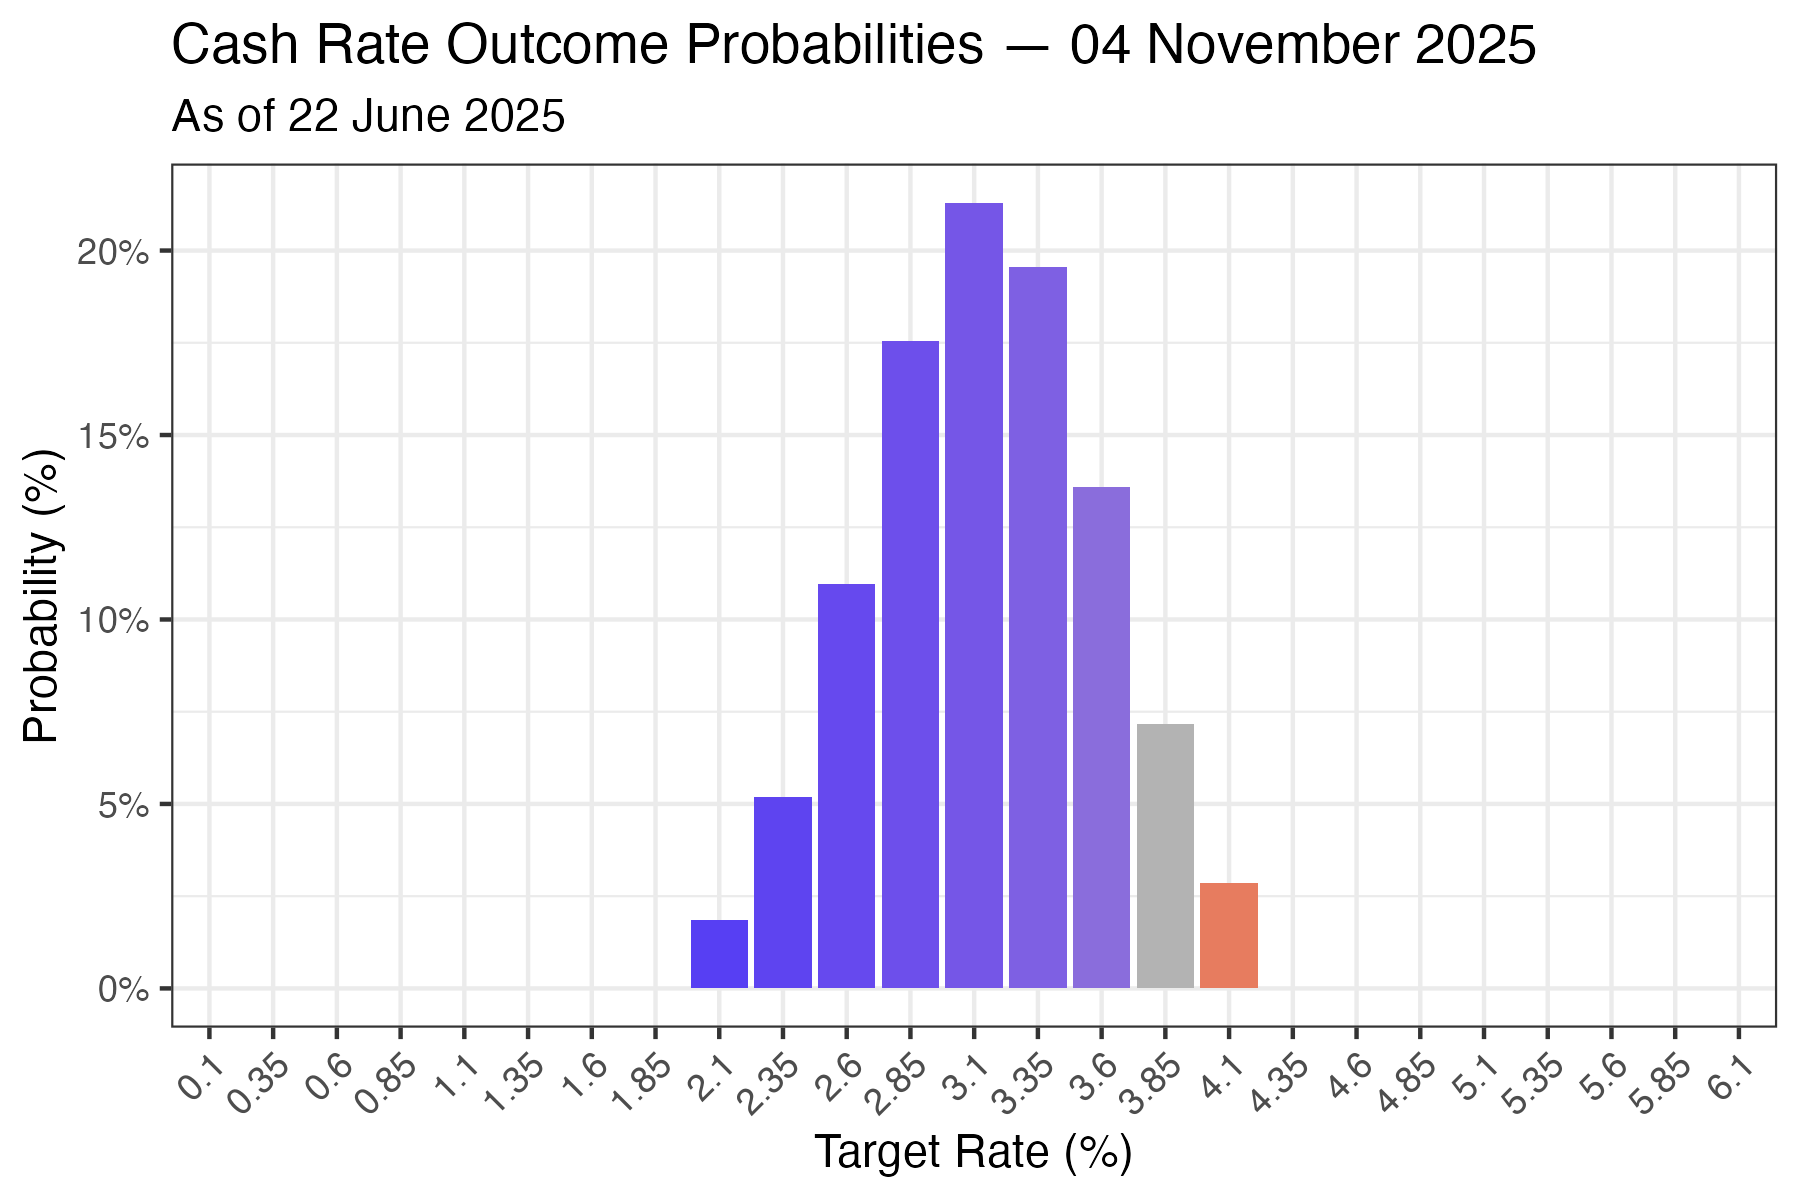 Cash Rate Outcome Probabilities — 04 November 2025
As of 22 June 2025
Probability (%)
20%
15%
10%
5%
0%
0.1 0.35 0.6 0.85 1.1 1.35 1.6 1.85 2.1 2.35 2.6 2.85 3.1 3.35 3.6 3.85 4.1 4.35 4.6 4.85 5.1 5.35 5.6 5.85 6.1
Target Rate (%)